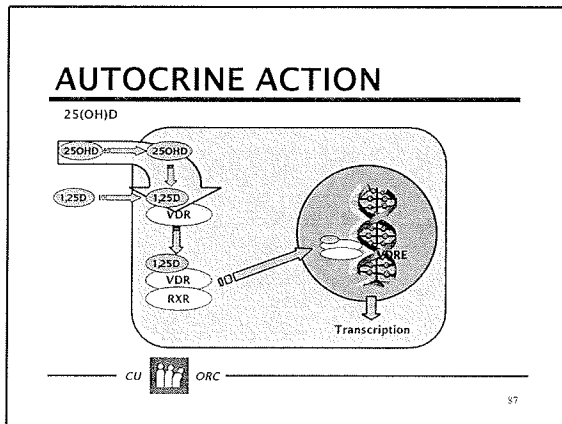 AUTOCRINE ACTION
25(OH)D
25OHD 25OHD
1,25D 1,25D
VDR
1,25D
VDR
RXR
VDRE
Transcription
CU ORC
87